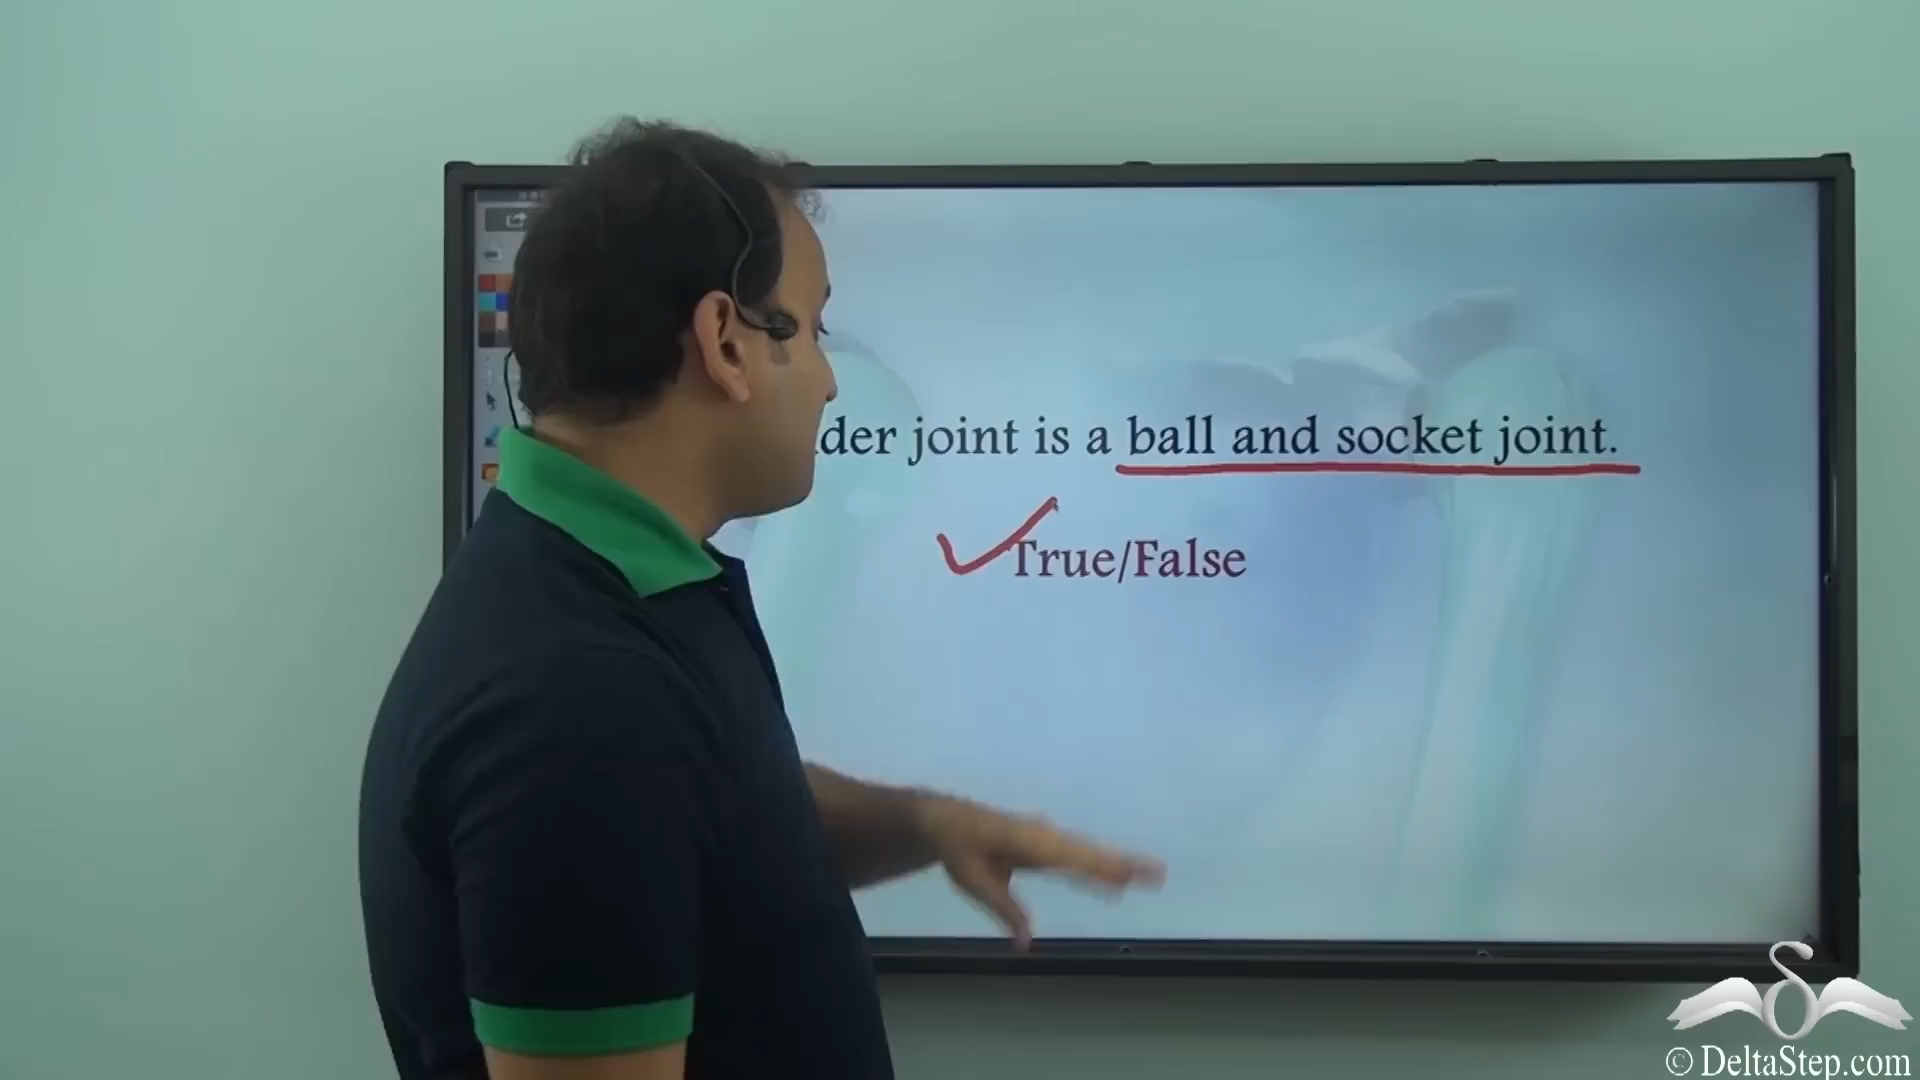 der joint is a ball and socket joint.
True/False
© DeltaStep.com